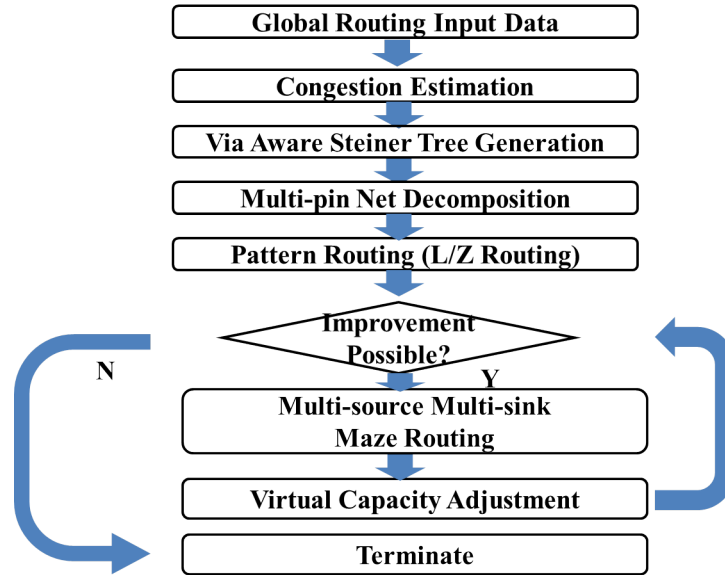 Global Routing Input Data
Congestion Estimation
Via Aware Steiner Tree Generation
Multi-pin Net Decomposition
Pattern Routing (L/Z Routing)
Improvement
Possible?
N
Y
Multi-source Multi-sink
Maze Routing
Virtual Capacity Adjustment
Terminate